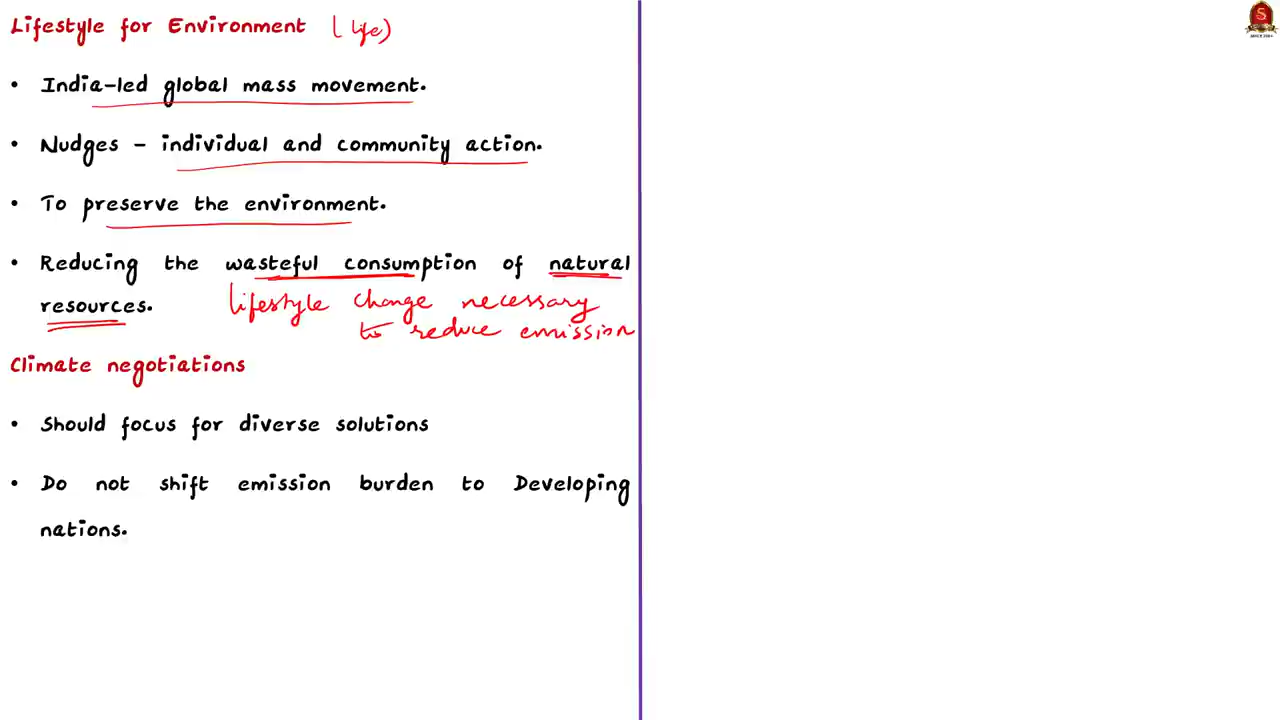 Lifestyle for Environment (life)
• India-led global mass movement.
• Nudges – individual and community action.
• To preserve the environment.
• Reducing the wasteful consumption of natural
resources. lifestyle change necessary
to reduce emission
Climate negotiations
• Should focus for diverse solutions
• Do not shift emission burden to Developing
nations.
S